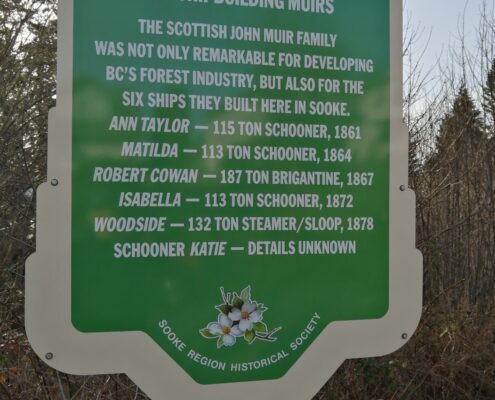 BUILDING MUIRS
THE SCOTTISH JOHN MUIR FAMILY
WAS NOT ONLY REMARKABLE FOR DEVELOPING
BC'S FOREST INDUSTRY, BUT ALSO FOR THE
SIX SHIPS THEY BUILT HERE IN SOOKE.
ANN TAYLOR — 115 TON SCHOONER, 1861
MATILDA — 113 TON SCHOONER, 1864
ROBERT COWAN — 187 TON BRIGANTINE, 1867
ISABELLA — 113 TON SCHOONER, 1872
WOODSIDE — 132 TON STEAMER/SLOOP, 1878
SCHOONER KATIE — DETAILS UNKNOWN
SOOKE REGION HISTORICAL SOCIETY